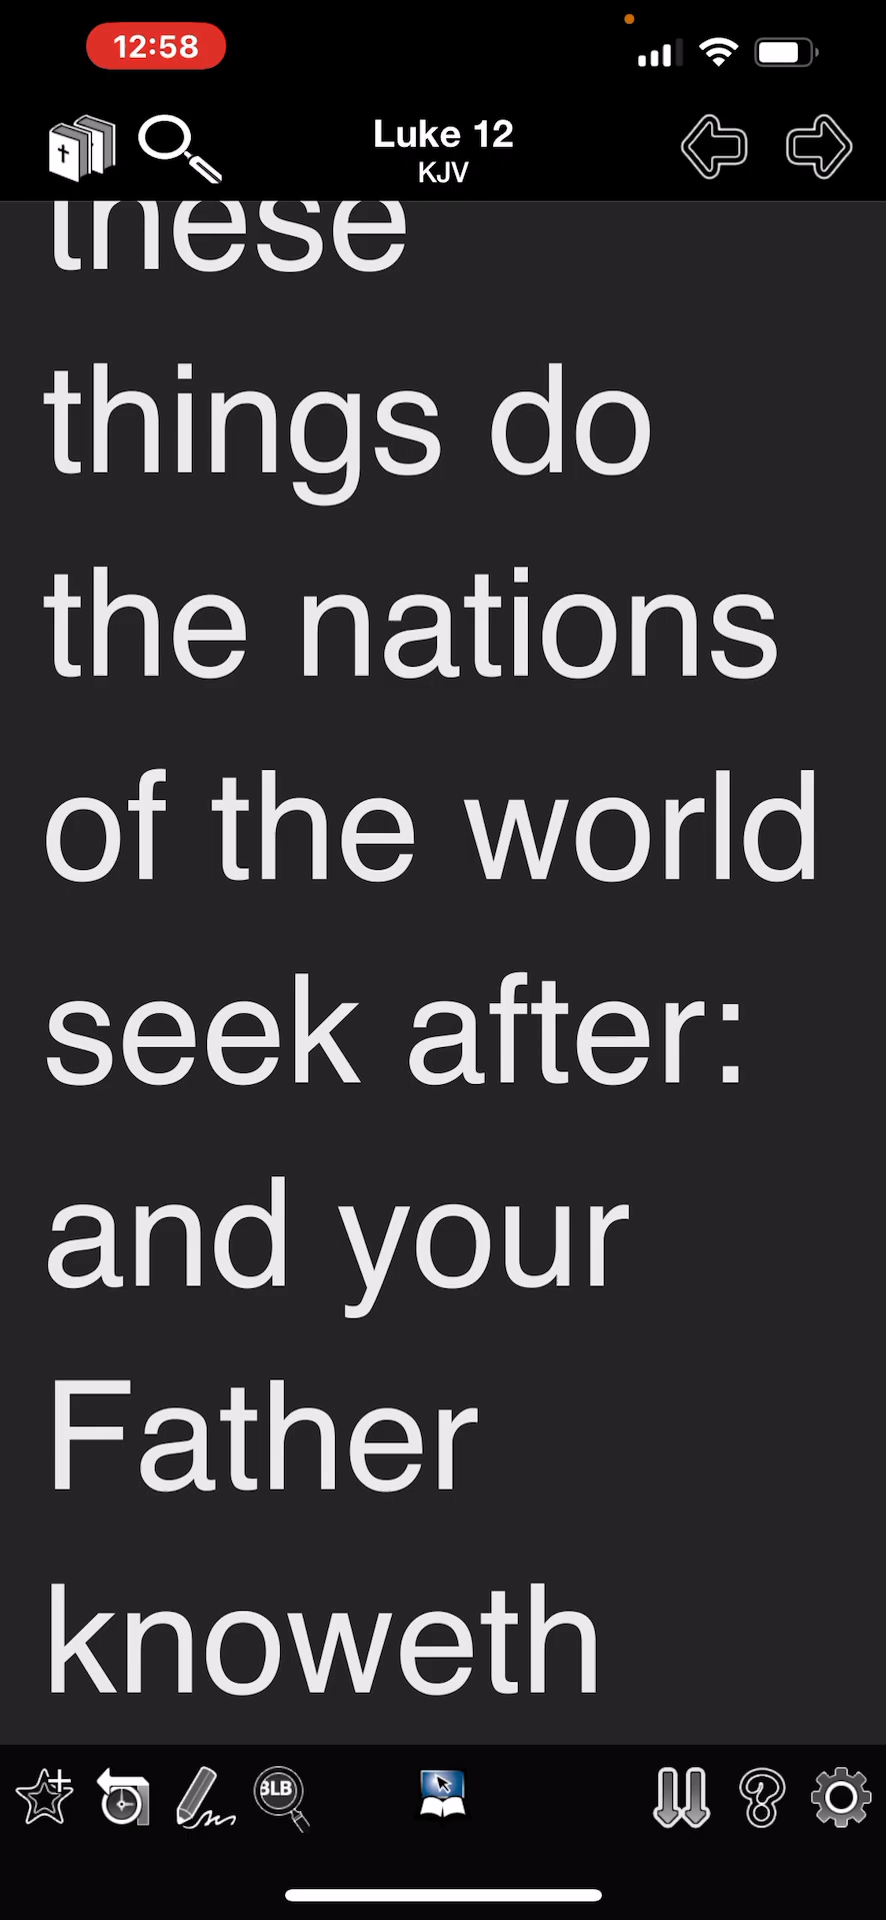 12:58
Luke 12
KJV
these
things do
the nations
of the world
seek after:
and your
Father
knoweth
BLB